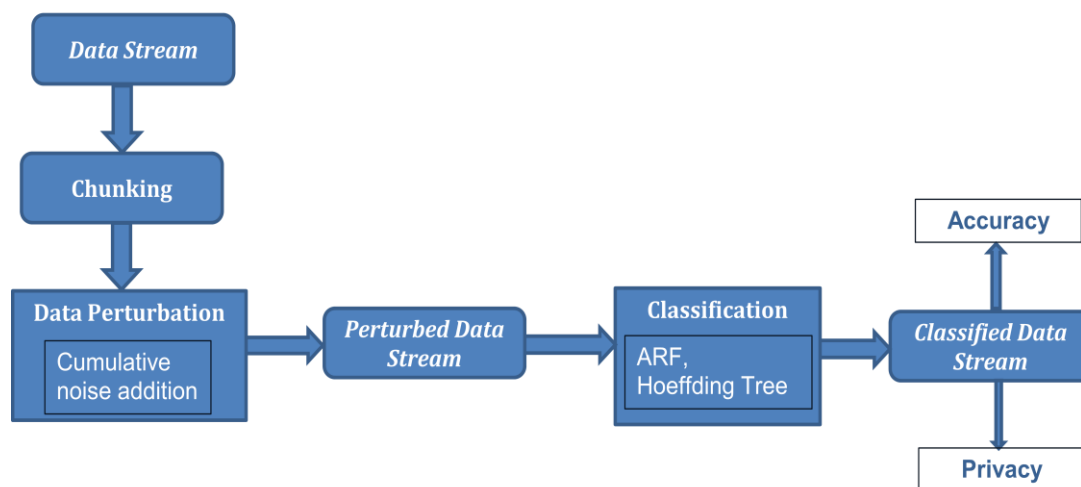 Data Stream
Chunking
Data Perturbation
Cumulative
noise addition
Perturbed Data
Stream
Classification
ARF,
Hoeffding Tree
Accuracy
Classified Data
Stream
Privacy